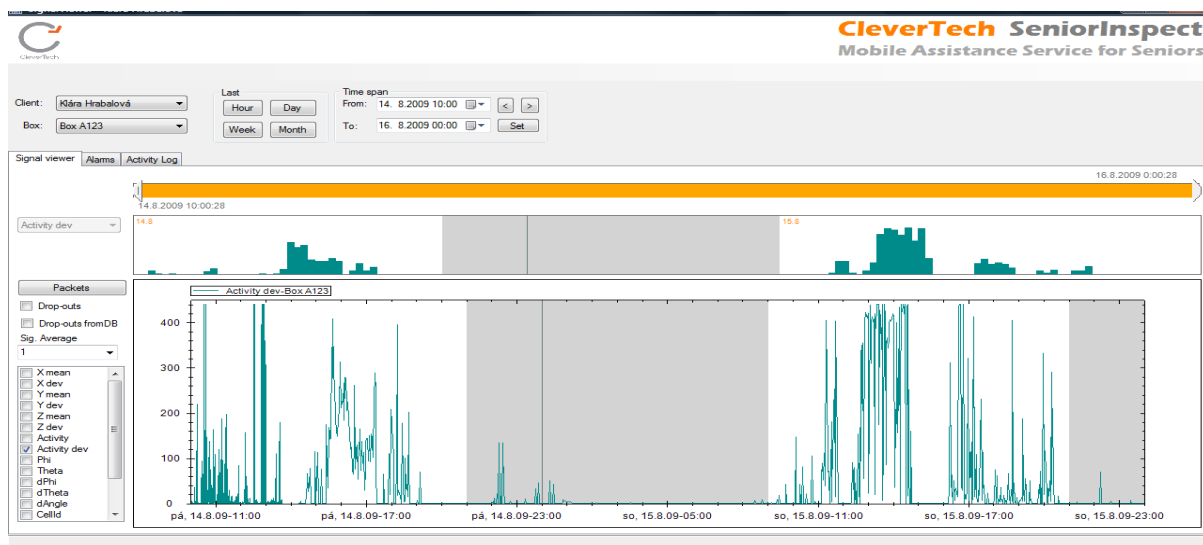 CleverTech SeniorInspect
Mobile Assistance Service for Seniors
CleverTech
Client: Klára Hrabalová
Box: Box A123
Last
Hour Day
Week Month
Time span
From: 14. 8.2009 10:00 < >
To: 16. 8.2009 00:00 Set
Signal viewer Alarms Activity Log
16.8.2009 0:00:28
14.8.2009 10:00:28
Activity dev
14.8 15.8
Packets
Drop-outs
Drop-outs fromDB
Sig. Average
1
X mean
X dev
Y mean
Y dev
Z mean
Z dev
Activity
Activity dev
Phi
Theta
dPhi
dTheta
dAngle
CellId
Activity dev-Box A123
400
300
200
100
0
pá, 14.8.09-11:00 pá, 14.8.09-17:00 pá, 14.8.09-23:00 so, 15.8.09-05:00 so, 15.8.09-11:00 so, 15.8.09-17:00 so, 15.8.09-23:00